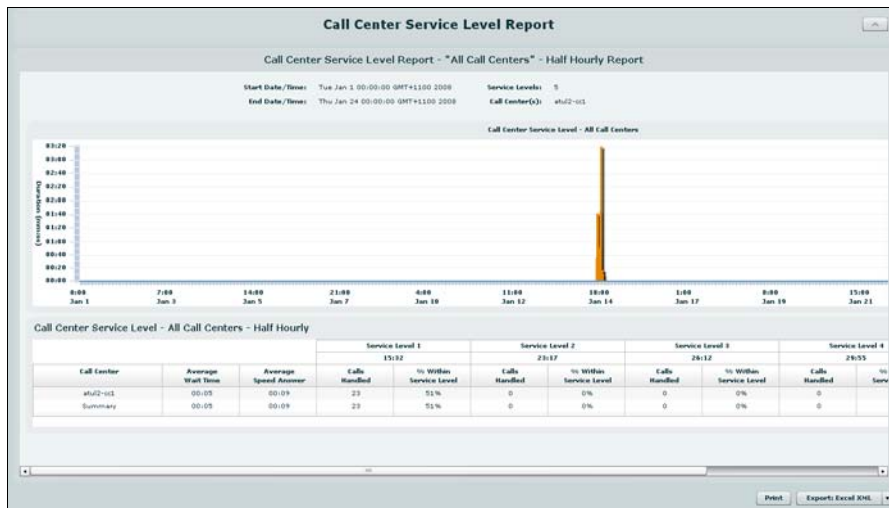 Call Center Service Level Report
Call Center Service Level Report - "All Call Centers" - Half Hourly Report
Start Date/Time: Tue Jan 1 00:00:00 GMT+1100 2008 Service Levels: 5
End Date/Time: Thu Jan 24 00:00:00 GMT+1100 2008 Call Center(s): atul2-cc1
Call Center Service Level - All Call Centers
Duration (mm:ss)
03:20
03:00
02:40
02:20
02:00
01:40
01:20
01:00
00:40
00:20
00:00
0:00 7:00 14:00 21:00 4:00 11:00 18:00 1:00 8:00 15:00
Jan 1 Jan 3 Jan 5 Jan 7 Jan 10 Jan 12 Jan 14 Jan 17 Jan 19 Jan 21
Call Center Service Level - All Call Centers - Half Hourly
Service Level 1 Service Level 2 Service Level 3 Service Level 4
15:32 23:17 26:12 29:55
Call Center Average Average Calls % Within Calls % Within Calls % Within Calls %
Wait Time Speed Answer Handled Service Level Handled Service Level Handled Service Level Handled Serv
atul2-cc1 00:05 00:09 23 51% 0 0% 0 0% 0
Summary 00:05 00:09 23 51% 0 0% 0 0% 0
Print Export: Excel XML